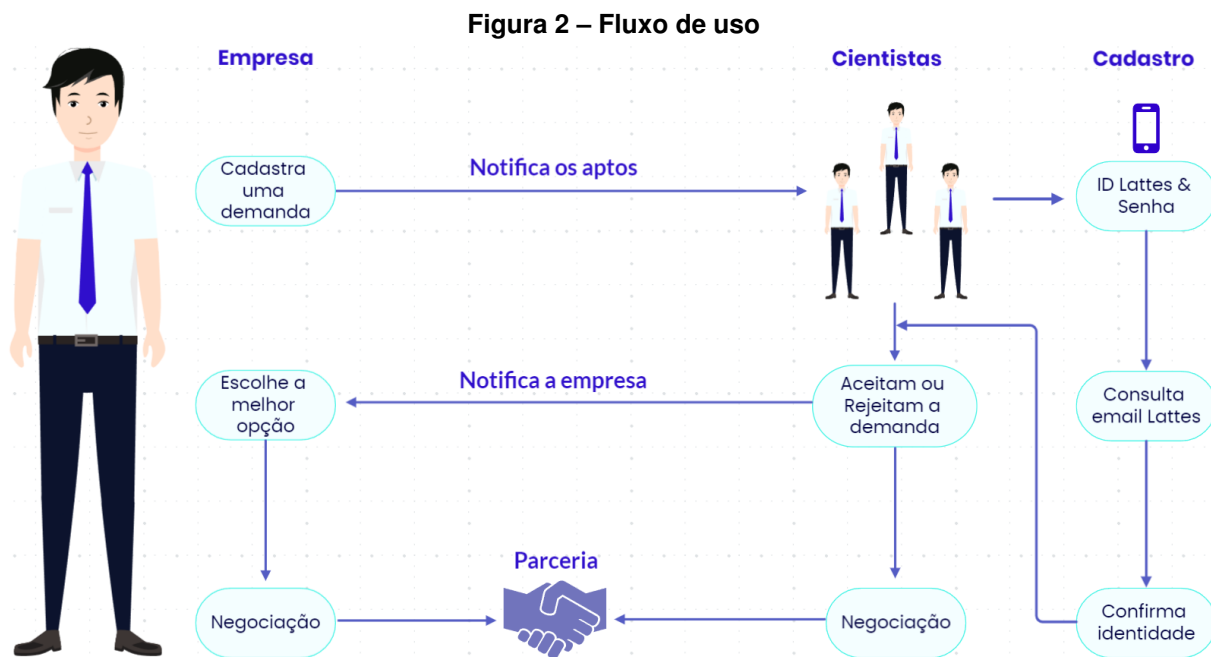 Figura 2 – Fluxo de uso
Empresa
Cientistas
Cadastro
Cadastra
uma
demanda
Notifica os aptos
ID Lattes &
Senha
Escolhe a
melhor
opção
Notifica a empresa
Aceitam ou
Rejeitam a
demanda
Consulta
email Lattes
Parceria
Negociação
Negociação
Confirma
identidade